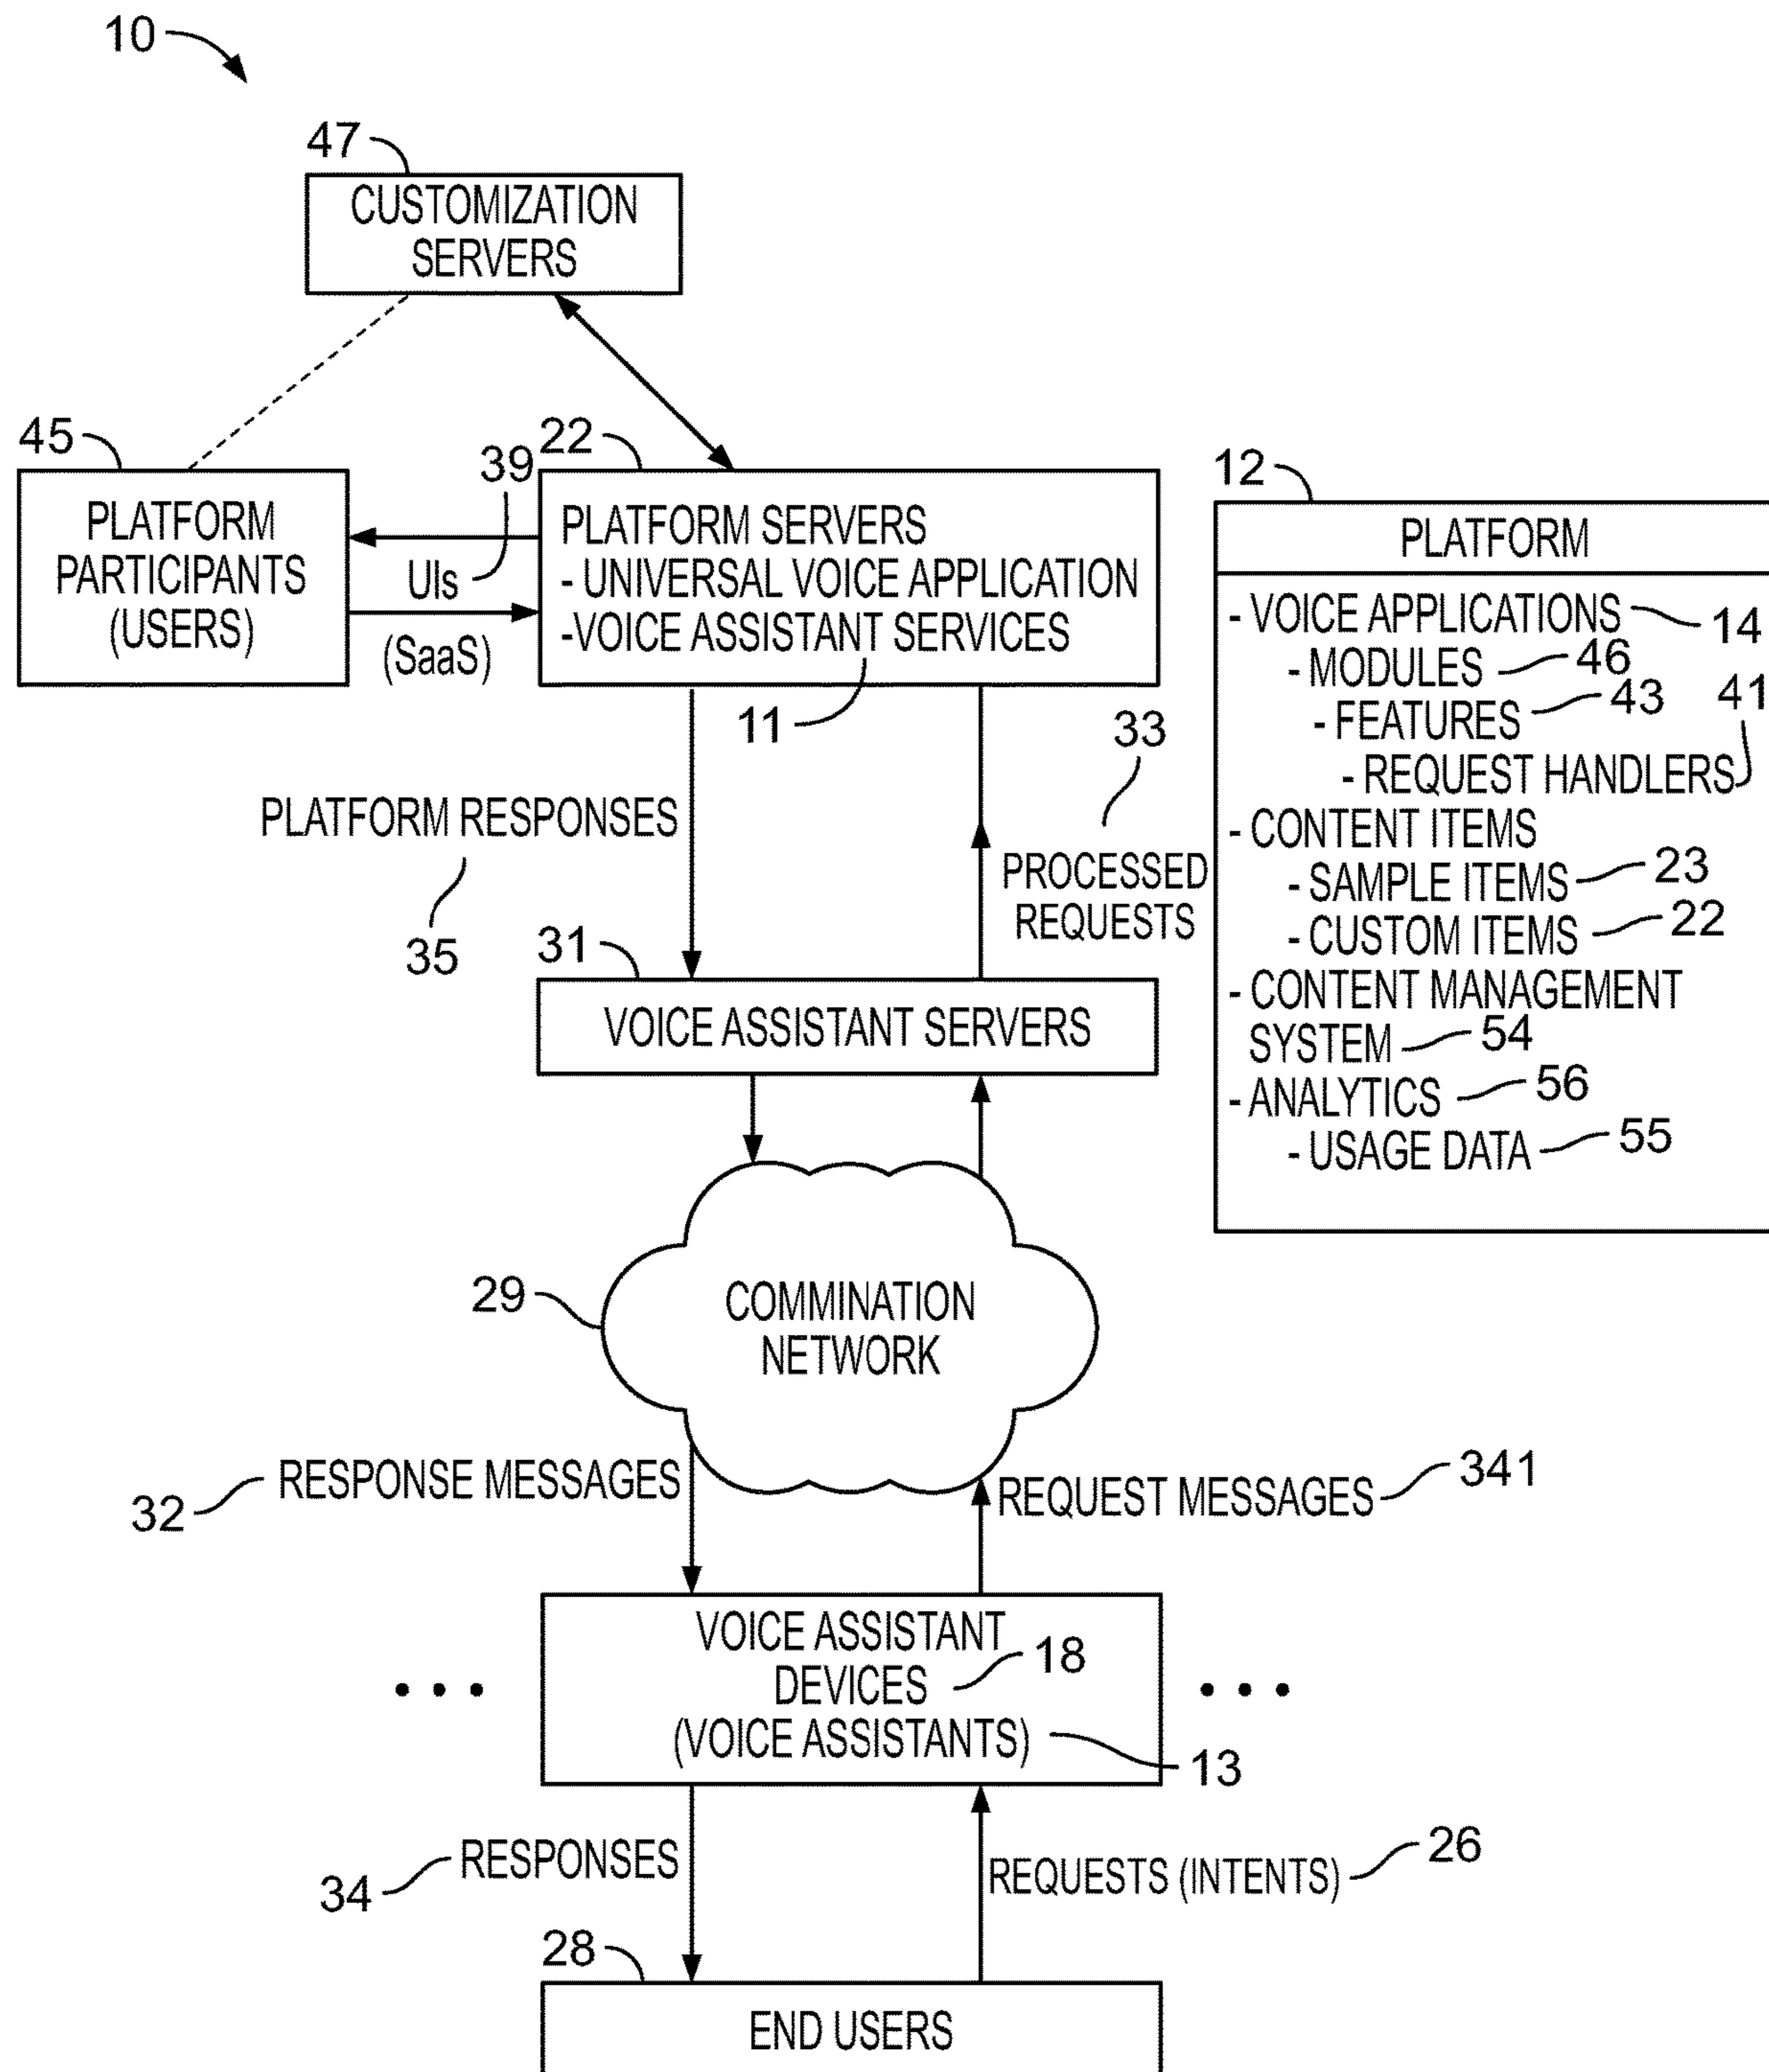 10
47
CUSTOMIZATION
SERVERS
45
PLATFORM
PARTICIPANTS
(USERS)
39
UIs
(SaaS)
22
PLATFORM SERVERS
- UNIVERSAL VOICE APPLICATION
-VOICE ASSISTANT SERVICES
11
12
PLATFORM
- VOICE APPLICATIONS 14
- MODULES 46
- FEATURES 43
- REQUEST HANDLERS 41
- CONTENT ITEMS
- SAMPLE ITEMS 23
- CUSTOM ITEMS 22
- CONTENT MANAGEMENT
SYSTEM 54
- ANALYTICS 56
- USAGE DATA 55
PLATFORM RESPONSES
35
33
PROCESSED
REQUESTS
31
VOICE ASSISTANT SERVERS
29
COMMINATION
NETWORK
32 RESPONSE MESSAGES
REQUEST MESSAGES 341
VOICE ASSISTANT
DEVICES 18
(VOICE ASSISTANTS) 13
34 RESPONSES
REQUESTS (INTENTS) 26
28
END USERS